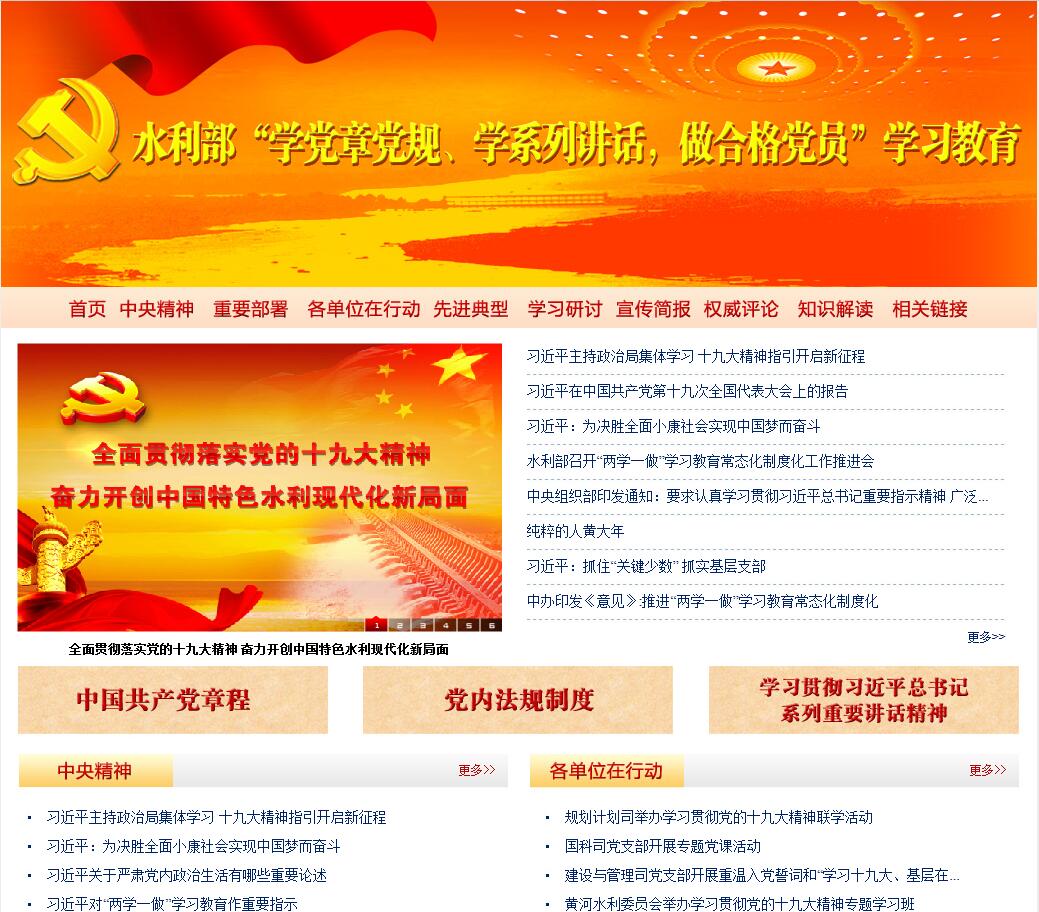 水利部“学党章党规、学系列讲话，做合格党员”学习教育
首页 中央精神 重要部署 各单位在行动 先进典型 学习研讨 宣传简报 权威评论 知识解读 相关链接
全面贯彻落实党的十九大精神
奋力开创中国特色水利现代化新局面
1 2 3 4 5 6
全面贯彻落实党的十九大精神 奋力开创中国特色水利现代化新局面
习近平主持政治局集体学习 十九大精神指引开启新征程
习近平在中国共产党第十九次全国代表大会上的报告
习近平：为决胜全面小康社会实现中国梦而奋斗
水利部召开“两学一做”学习教育常态化制度化工作推进会
中央组织部印发通知：要求认真学习贯彻习近平总书记重要指示精神 广泛...
纯粹的人黄大年
习近平：抓住“关键少数” 抓实基层支部
中办印发《意见》:推进“两学一做”学习教育常态化制度化
更多>>
中国共产党章程
党内法规制度
学习贯彻习近平总书记
系列重要讲话精神
中央精神
更多>>
习近平主持政治局集体学习 十九大精神指引开启新征程
习近平：为决胜全面小康社会实现中国梦而奋斗
习近平关于严肃党内政治生活有哪些重要论述
习近平对“两学一做”学习教育作重要指示
各单位在行动
更多>>
规划计划司举办学习贯彻党的十九大精神联学活动
国科司党支部开展专题党课活动
建设与管理司党支部开展重温入党誓词和“学习十九大、基层在...
黄河水利委员会举办学习贯彻党的十九大精神专题学习班